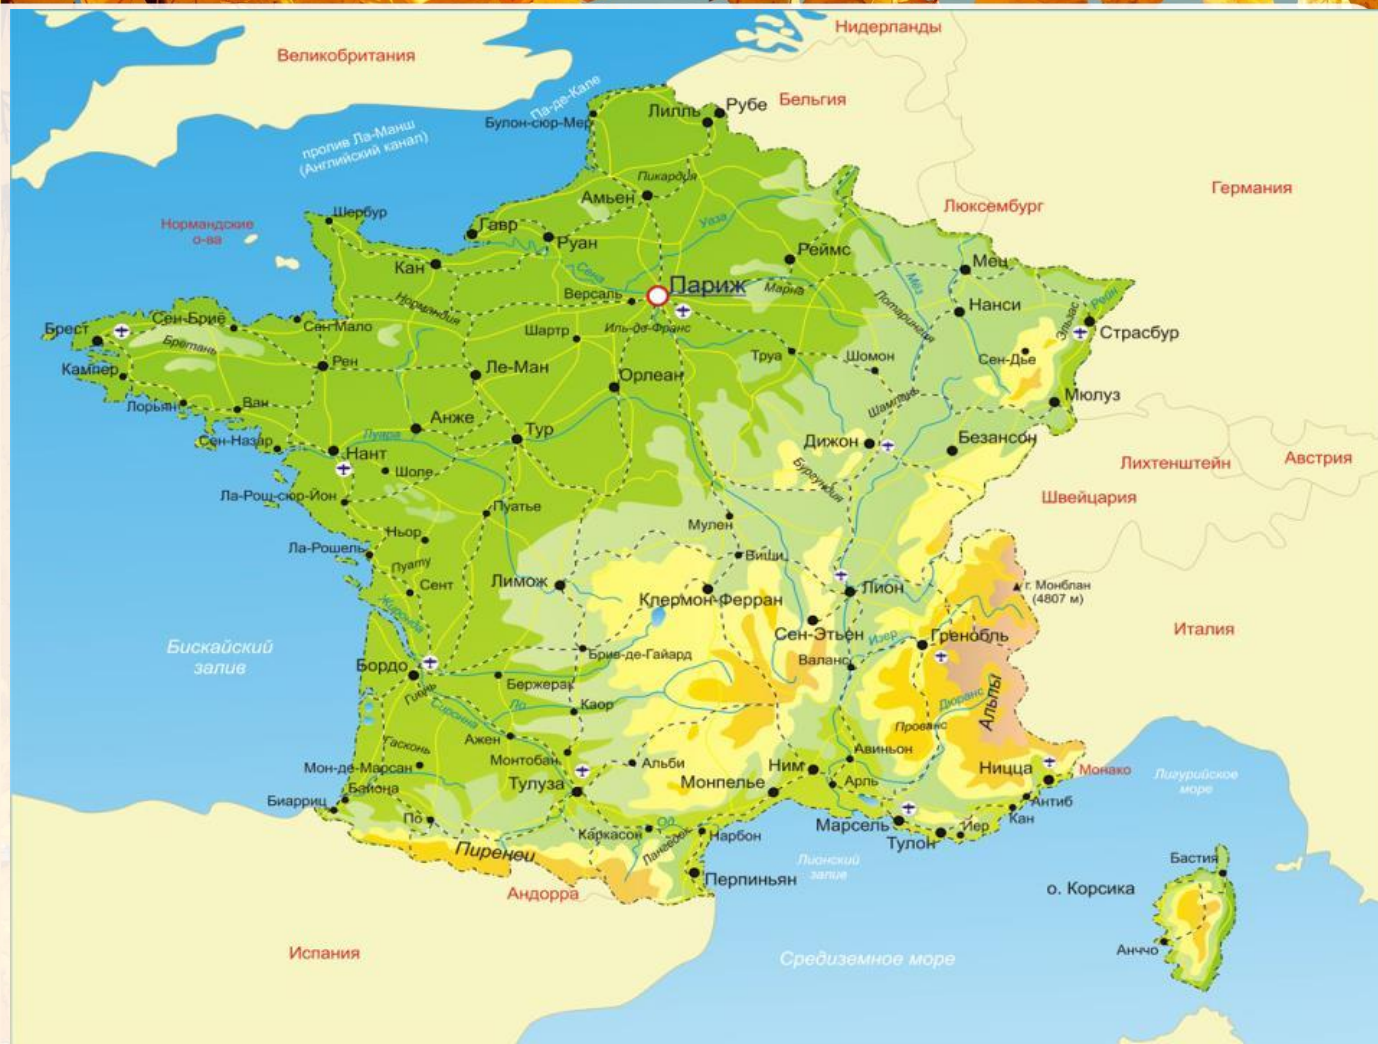 Нидерланды
Великобритания
Па-де-Кале
Бельгия
Рубе
Лилль
Булон-сюр-Мер
пролив Ла-Манш
(Английский канал)
Пикардия
Германия
Амьен
Люксембург
Шербур
Нормандские
о-ва
Гавр
Уаза
Руан
Реймс
Кан
Мец
Сена
Париж
Марна
Мёз
Версаль
Нормандия
Лотарингия
Нанси
Рейн
Эльзас
Брест
Сен-Бриё
Сен-Мало
Шартр
Иль-де-Франс
Страсбур
Бретань
Труа
Шомон
Сен-Дье
Кампер
Рен
Ле-Ман
Орлеан
Мюлуз
Лорьян
Ван
Шампань
Анже
Луара
Тур
Сен-Назар
Дижон
Безансон
Нант
Лихтенштейн
Австрия
Шоле
Бургундия
Швейцария
Ла-Рош-сюр-Йон
Пуатье
Мулен
Ньор
Ла-Рошель
Виши
Пуату
Сент
Лимож
Лион
г. Монблан
(4807 м)
Клермон-Ферран
Жиронда
Сен-Этьен
Изер
Гренобль
Италия
Бискайский
залив
Брив-де-Гайард
Валанс
Бордо
Бержерак
Гиень
Дюранс
Альпы
Ло
Каор
Прованс
Ажен
Гасконь
Авиньон
Монтобан
Мон-де-Марсан
Альби
Ним
Ницца
Монако
Лигурийское
море
Тулуза
Монпелье
Арль
Байона
Биарриц
Антиб
Кан
По
Од
Марсель
Йер
Тулон
Каркасон
Нарбон
Пиренеи
Лионский
залив
Бастия
Перпиньян
о. Корсика
Андорра
Испания
Средиземное море
Анччо